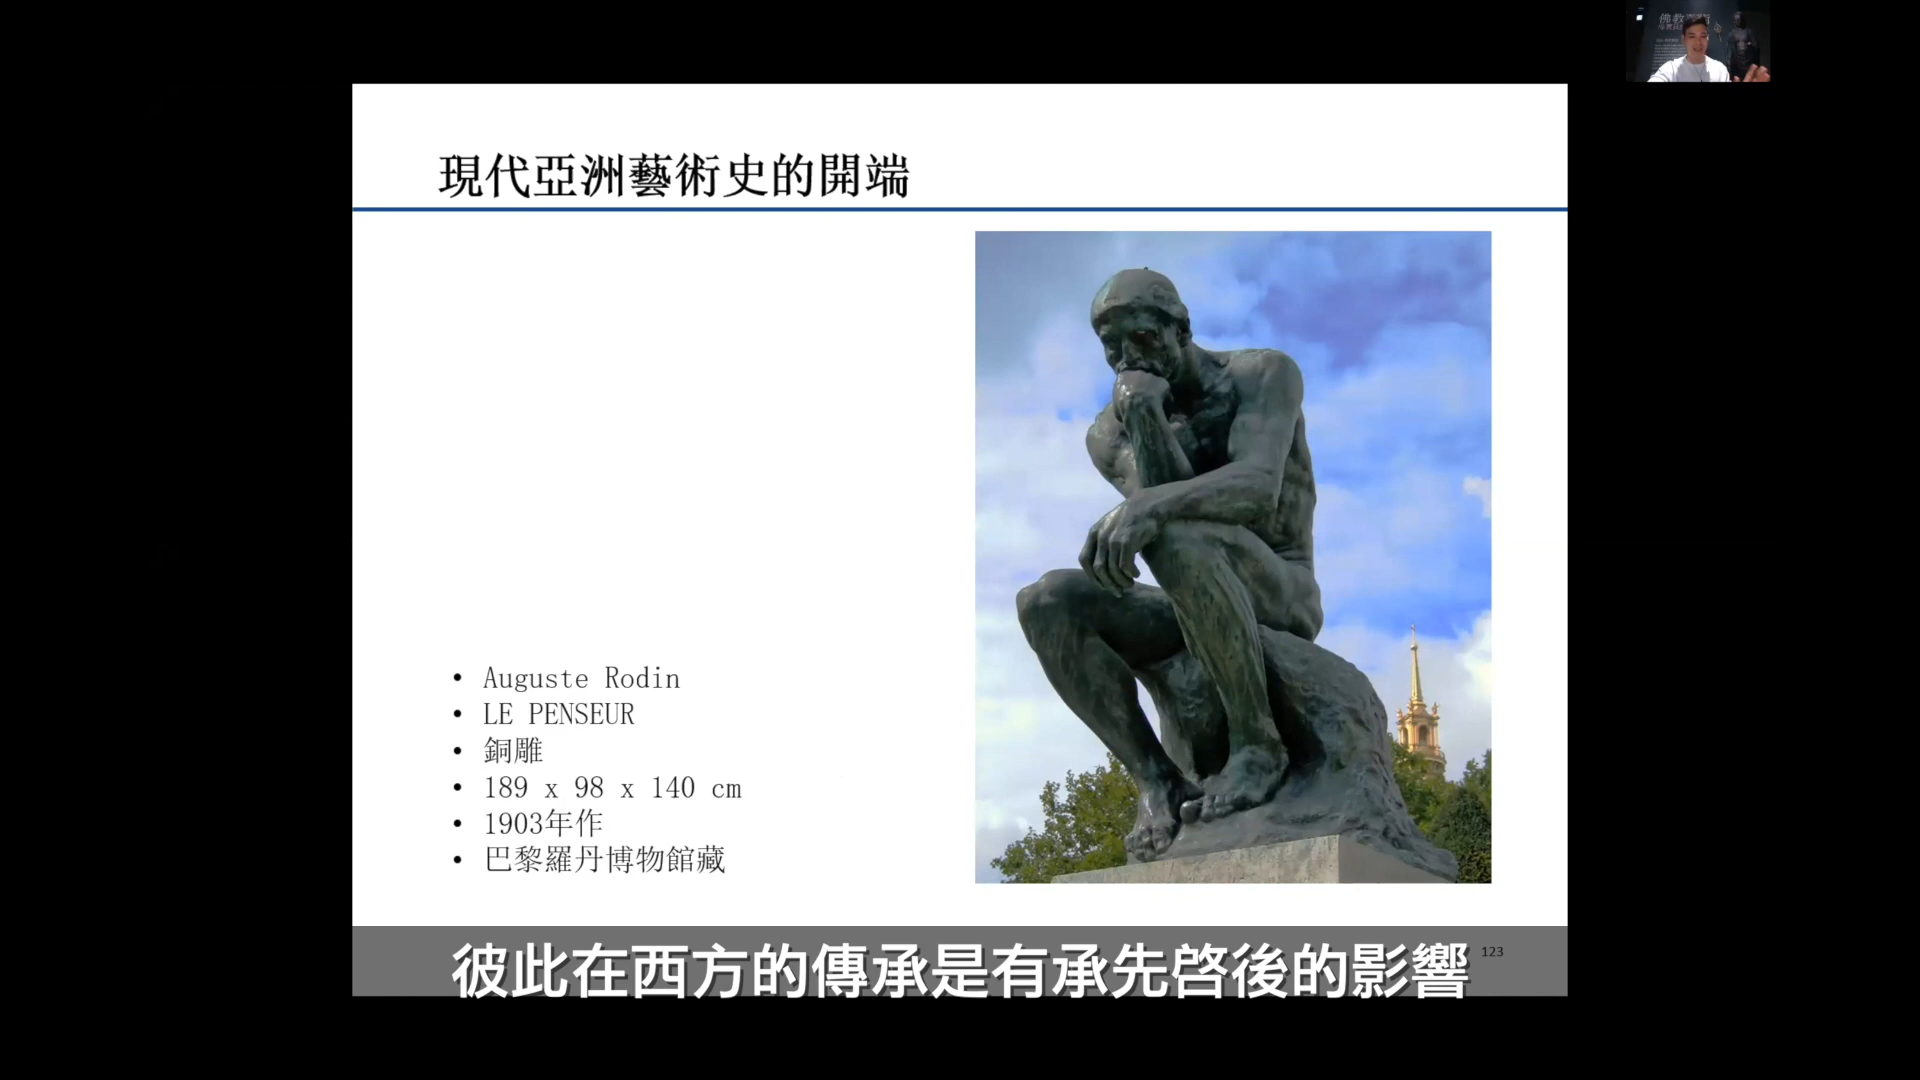 現代亞洲藝術史的開端
• Auguste Rodin
• LE PENSEUR
• 銅雕
• 189 x 98 x 140 cm
• 1903年作
• 巴黎羅丹博物館藏
彼此在西方的傳承是有承先啓後的影響
123